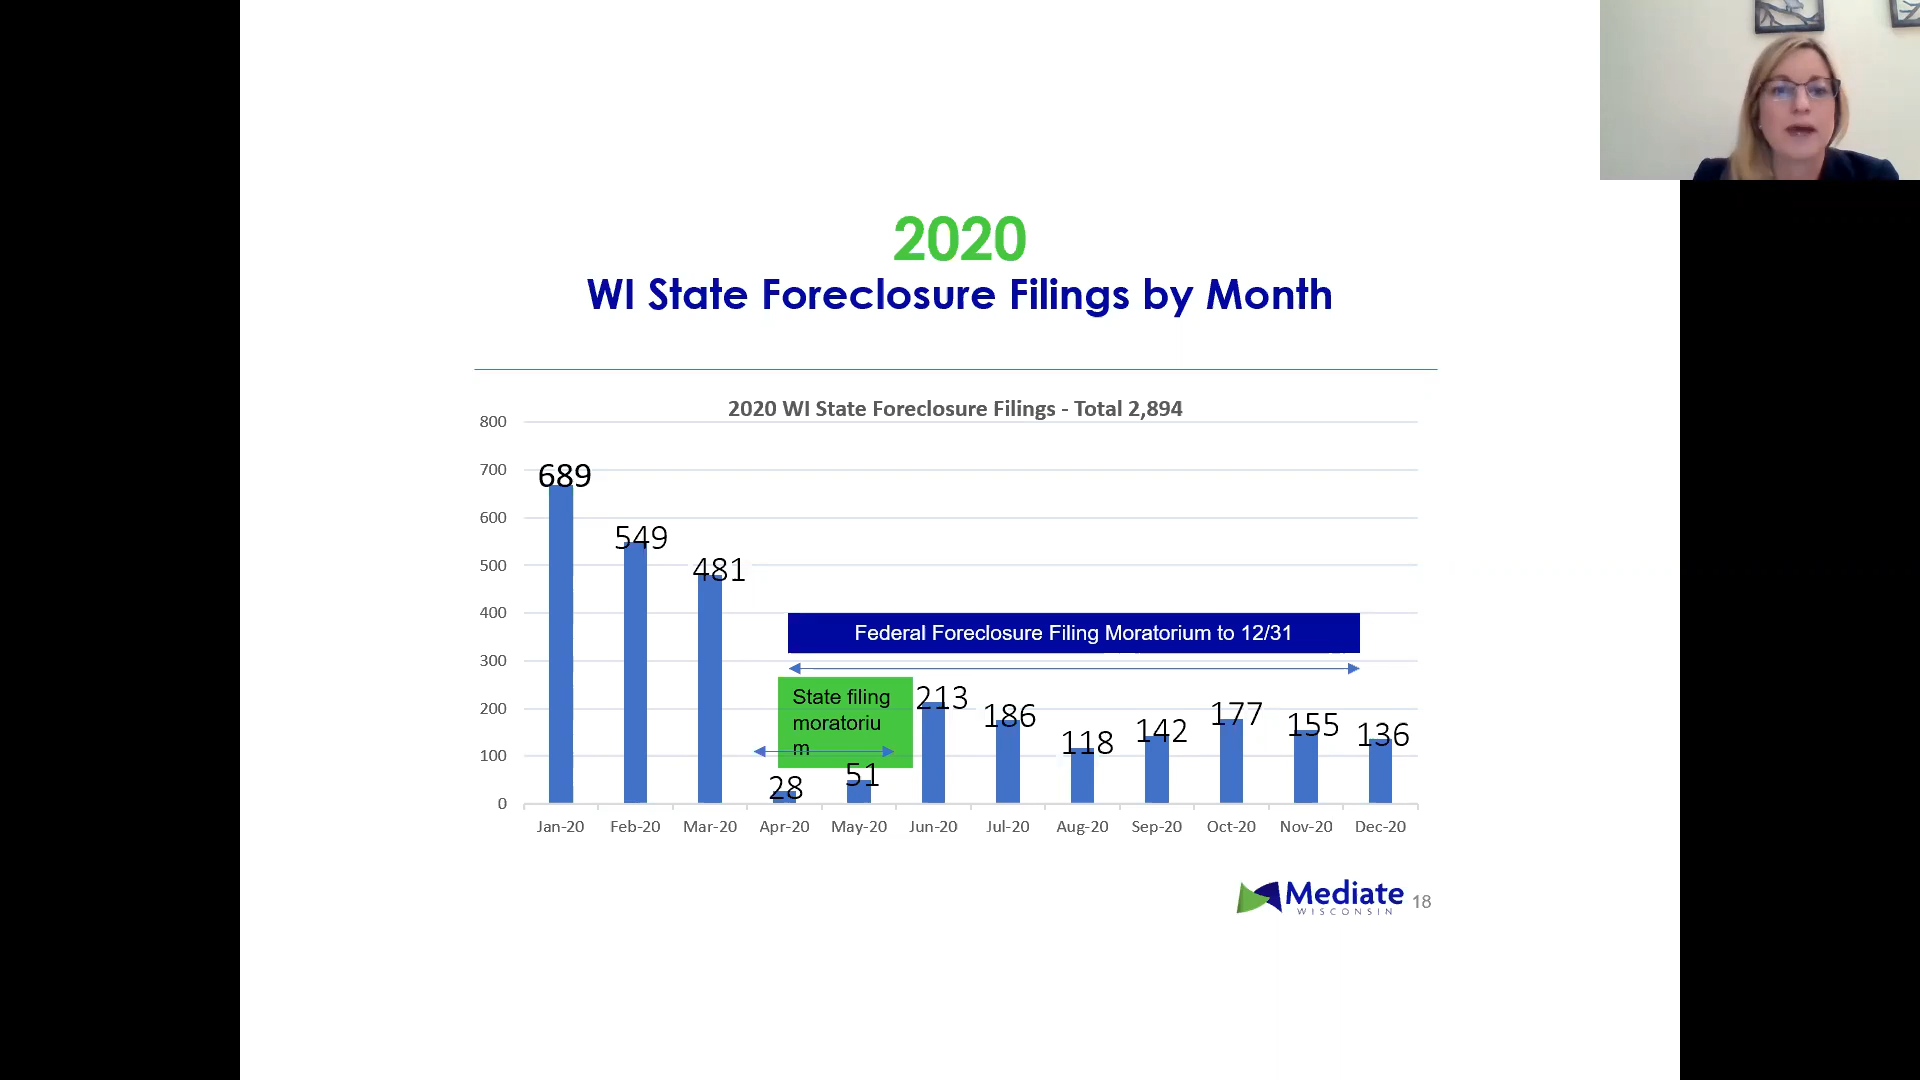 2020
WI State Foreclosure Filings by Month
2020 WI State Foreclosure Filings - Total 2,894
800
700
600
500
400
300
200
100
0
689
549
481
28
51
213
186
118
142
177
155
136
Federal Foreclosure Filing Moratorium to 12/31
State filing
moratoriu
m
Jan-20 Feb-20 Mar-20 Apr-20 May-20 Jun-20 Jul-20 Aug-20 Sep-20 Oct-20 Nov-20 Dec-20
Mediate
WISCONSIN
18